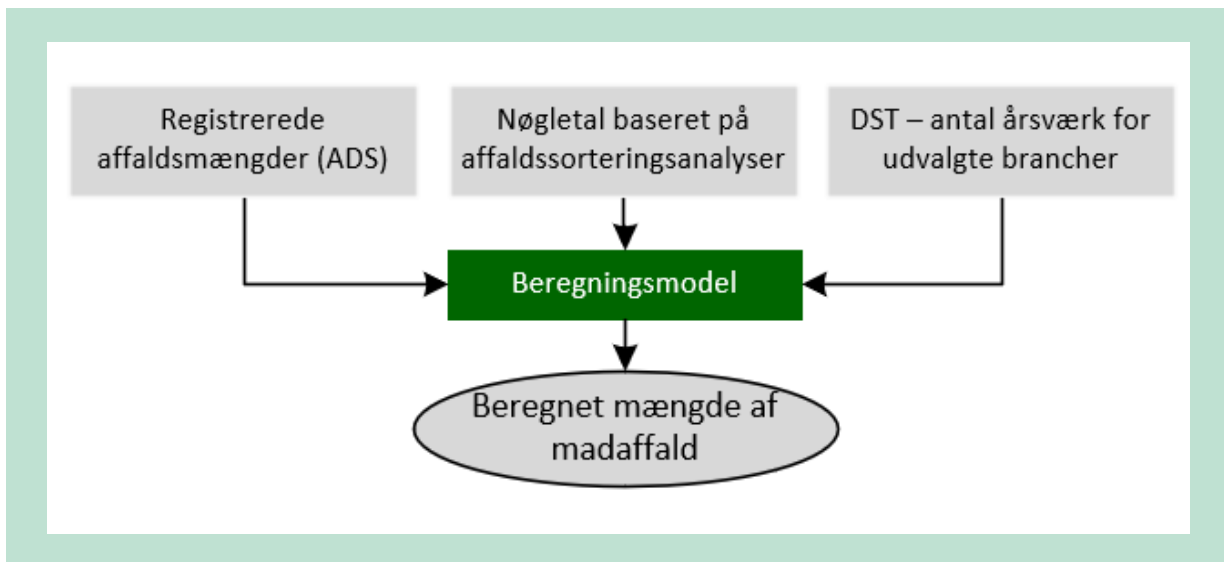 Registrerede
affaldsmængder (ADS)
Nøgletal baseret på
affaldssorteringsanalyser
DST – antal årsværk for
udvalgte brancher
Beregningsmodel
Beregnet mængde af
madaffald